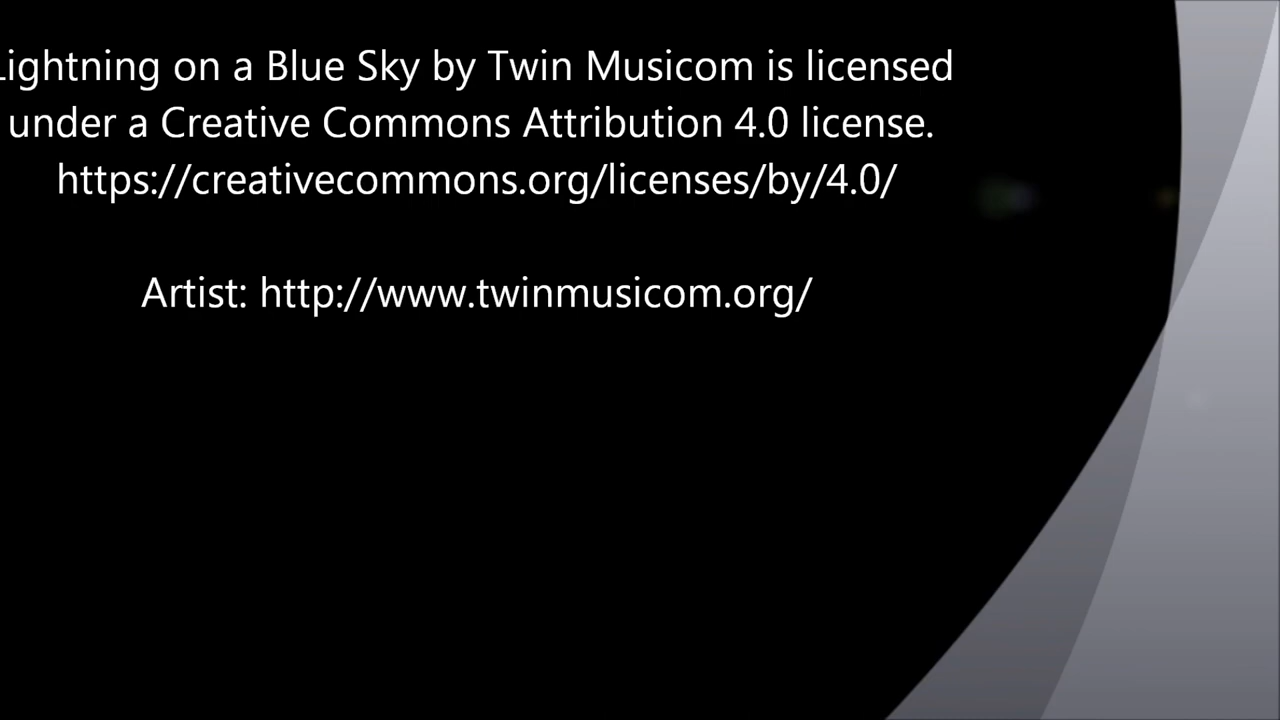 Lightning on a Blue Sky by Twin Musicom is licensed
under a Creative Commons Attribution 4.0 license.
https://creativecommons.org/licenses/by/4.0/
Artist: http://www.twinmusicom.org/